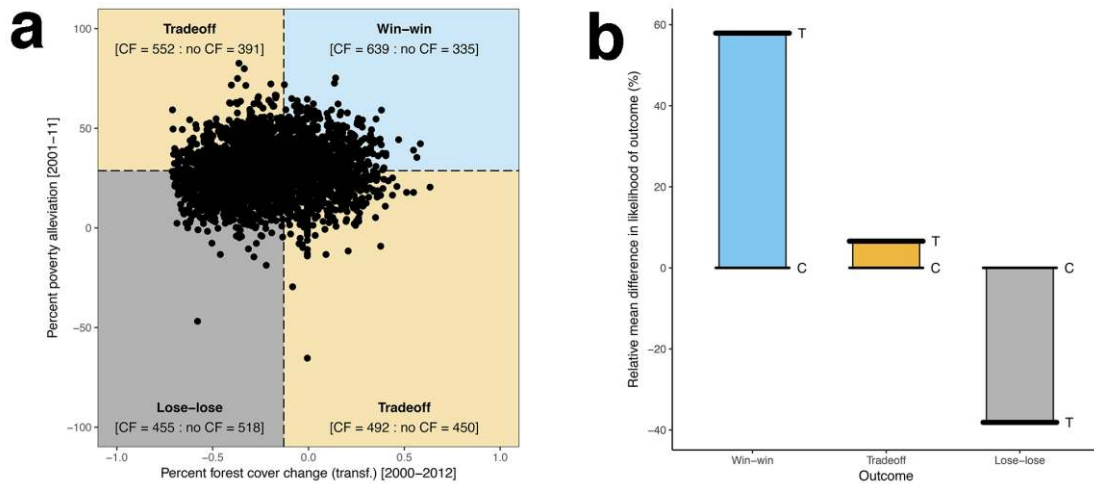 a
Tradeoff
[CF = 552 : no CF = 391]
Win−win
[CF = 639 : no CF = 335]
Lose−lose
[CF = 455 : no CF = 518]
Tradeoff
[CF = 492 : no CF = 450]
100
50
0
−50
−100
Percent poverty alleviation [2001−11]
−1.0
−0.5
0.0
0.5
1.0
Percent forest cover change (transf.) [2000−2012]
b
Relative mean difference in likelihood of outcome (%)
60
40
20
0
−20
−40
T
C
T
C
C
T
Win−win
Tradeoff
Lose−lose
Outcome